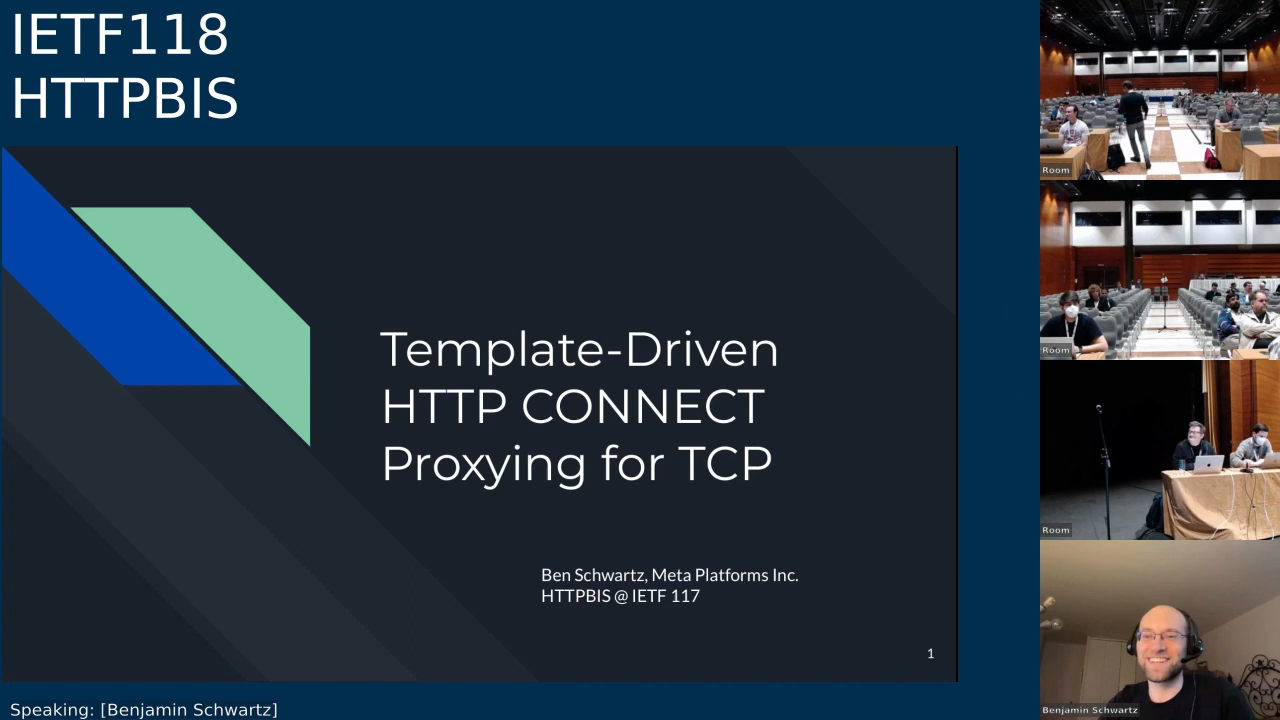 IETF118
HTTPBIS
Template-Driven
HTTP CONNECT
Proxying for TCP
Ben Schwartz, Meta Platforms Inc.
HTTPBIS @ IETF 117
1
Speaking: [Benjamin Schwartz]
Room
Room
Room
Benjamin Schwartz